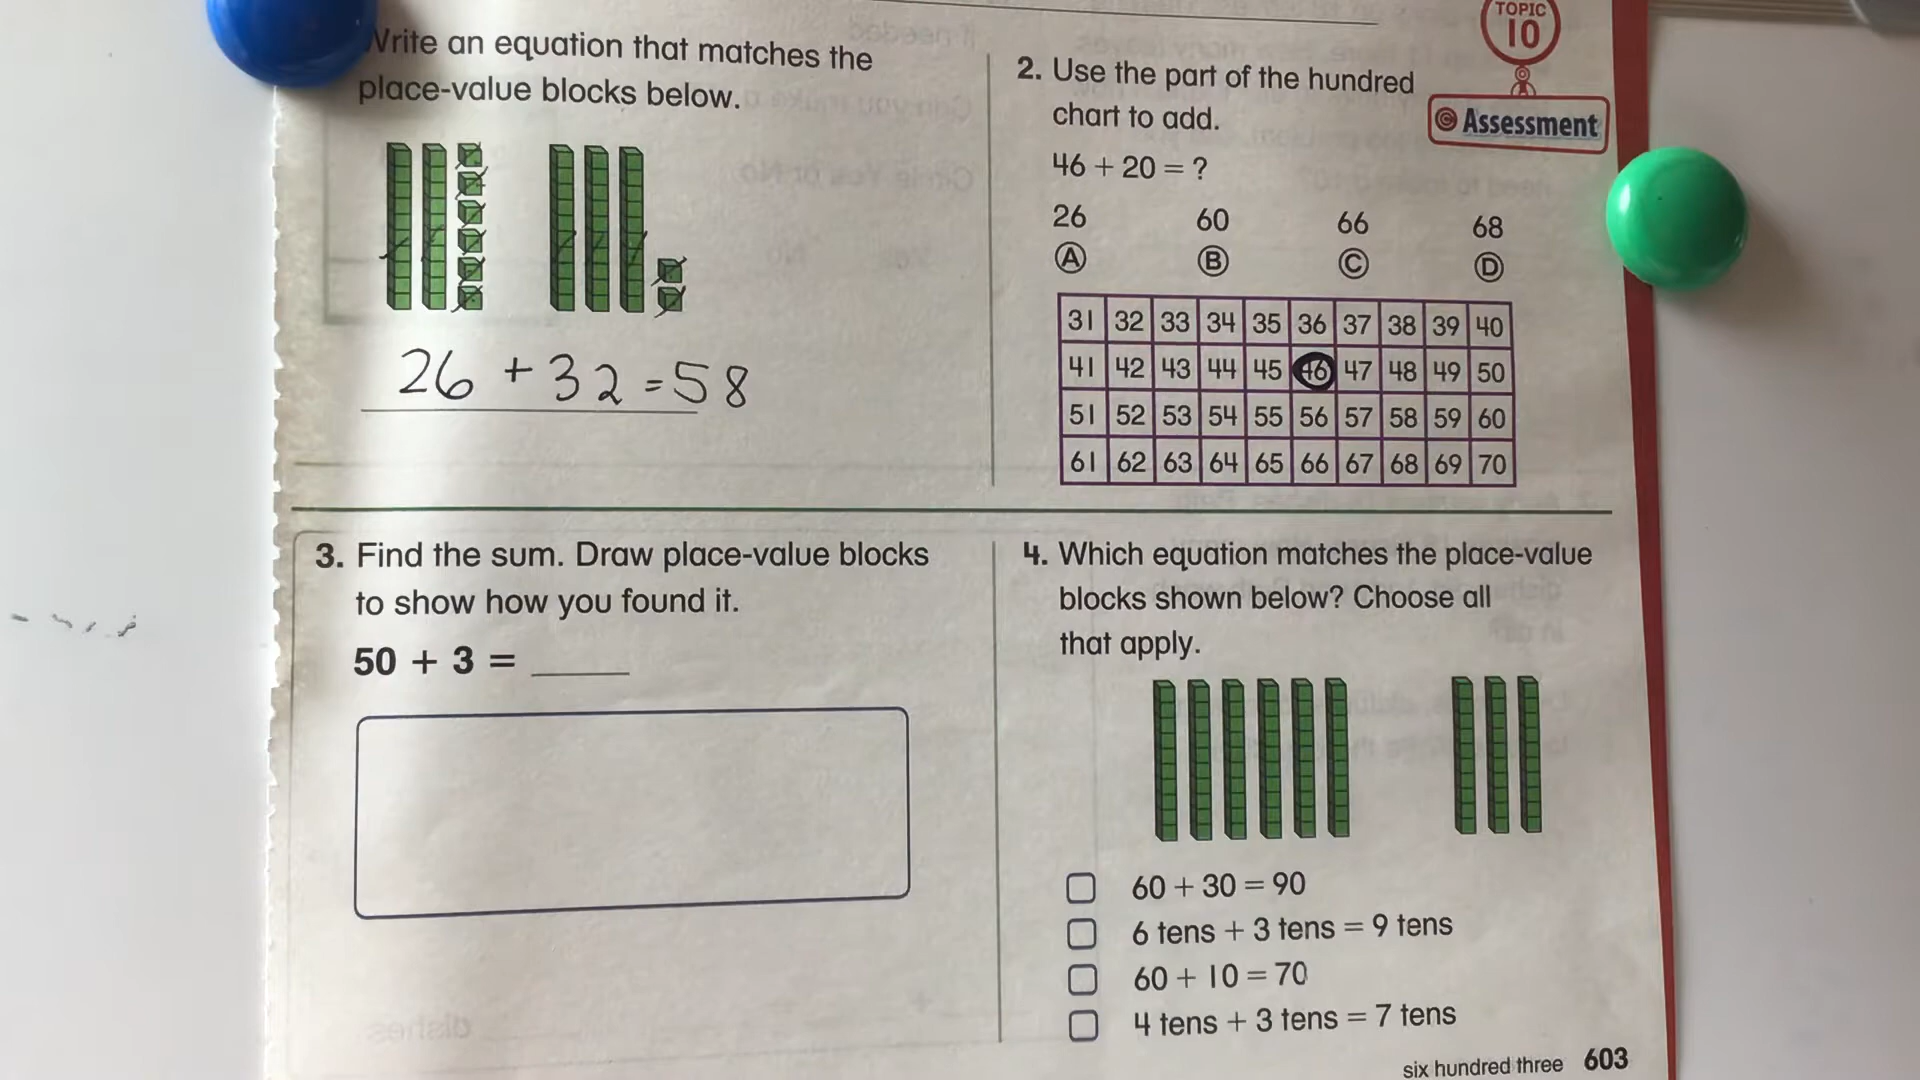 Write an equation that matches the
place-value blocks below.
26 + 32 = 58
2. Use the part of the hundred
chart to add.
46 + 20 = ?
26 60 66 68
A B C D
31 32 33 34 35 36 37 38 39 40
41 42 43 44 45 46 47 48 49 50
51 52 53 54 55 56 57 58 59 60
61 62 63 64 65 66 67 68 69 70
TOPIC
10
Assessment
3. Find the sum. Draw place-value blocks
to show how you found it.
50 + 3 =
4. Which equation matches the place-value
blocks shown below? Choose all
that apply.
60 + 30 = 90
6 tens + 3 tens = 9 tens
60 + 10 = 70
4 tens + 3 tens = 7 tens
six hundred three 603